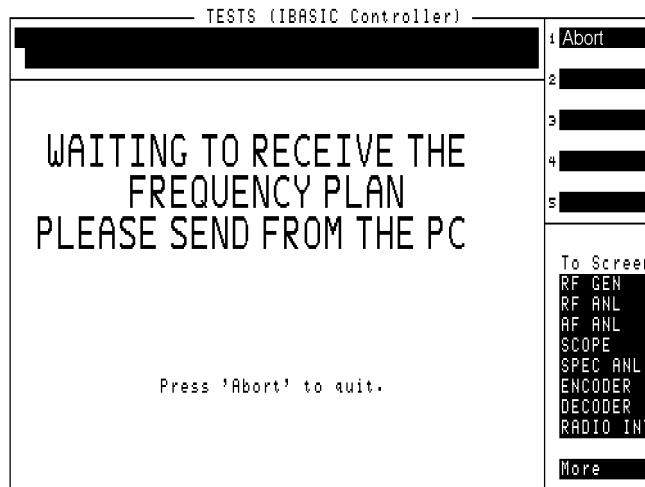 TESTS (IBASIC Controller)
1 Abort
2
3
4
5
WAITING TO RECEIVE THE
FREQUENCY PLAN
PLEASE SEND FROM THE PC
Press 'Abort' to quit.
To Screen
RF GEN
RF ANL
AF ANL
SCOPE
SPEC ANL
ENCODER
DECODER
RADIO INT
More